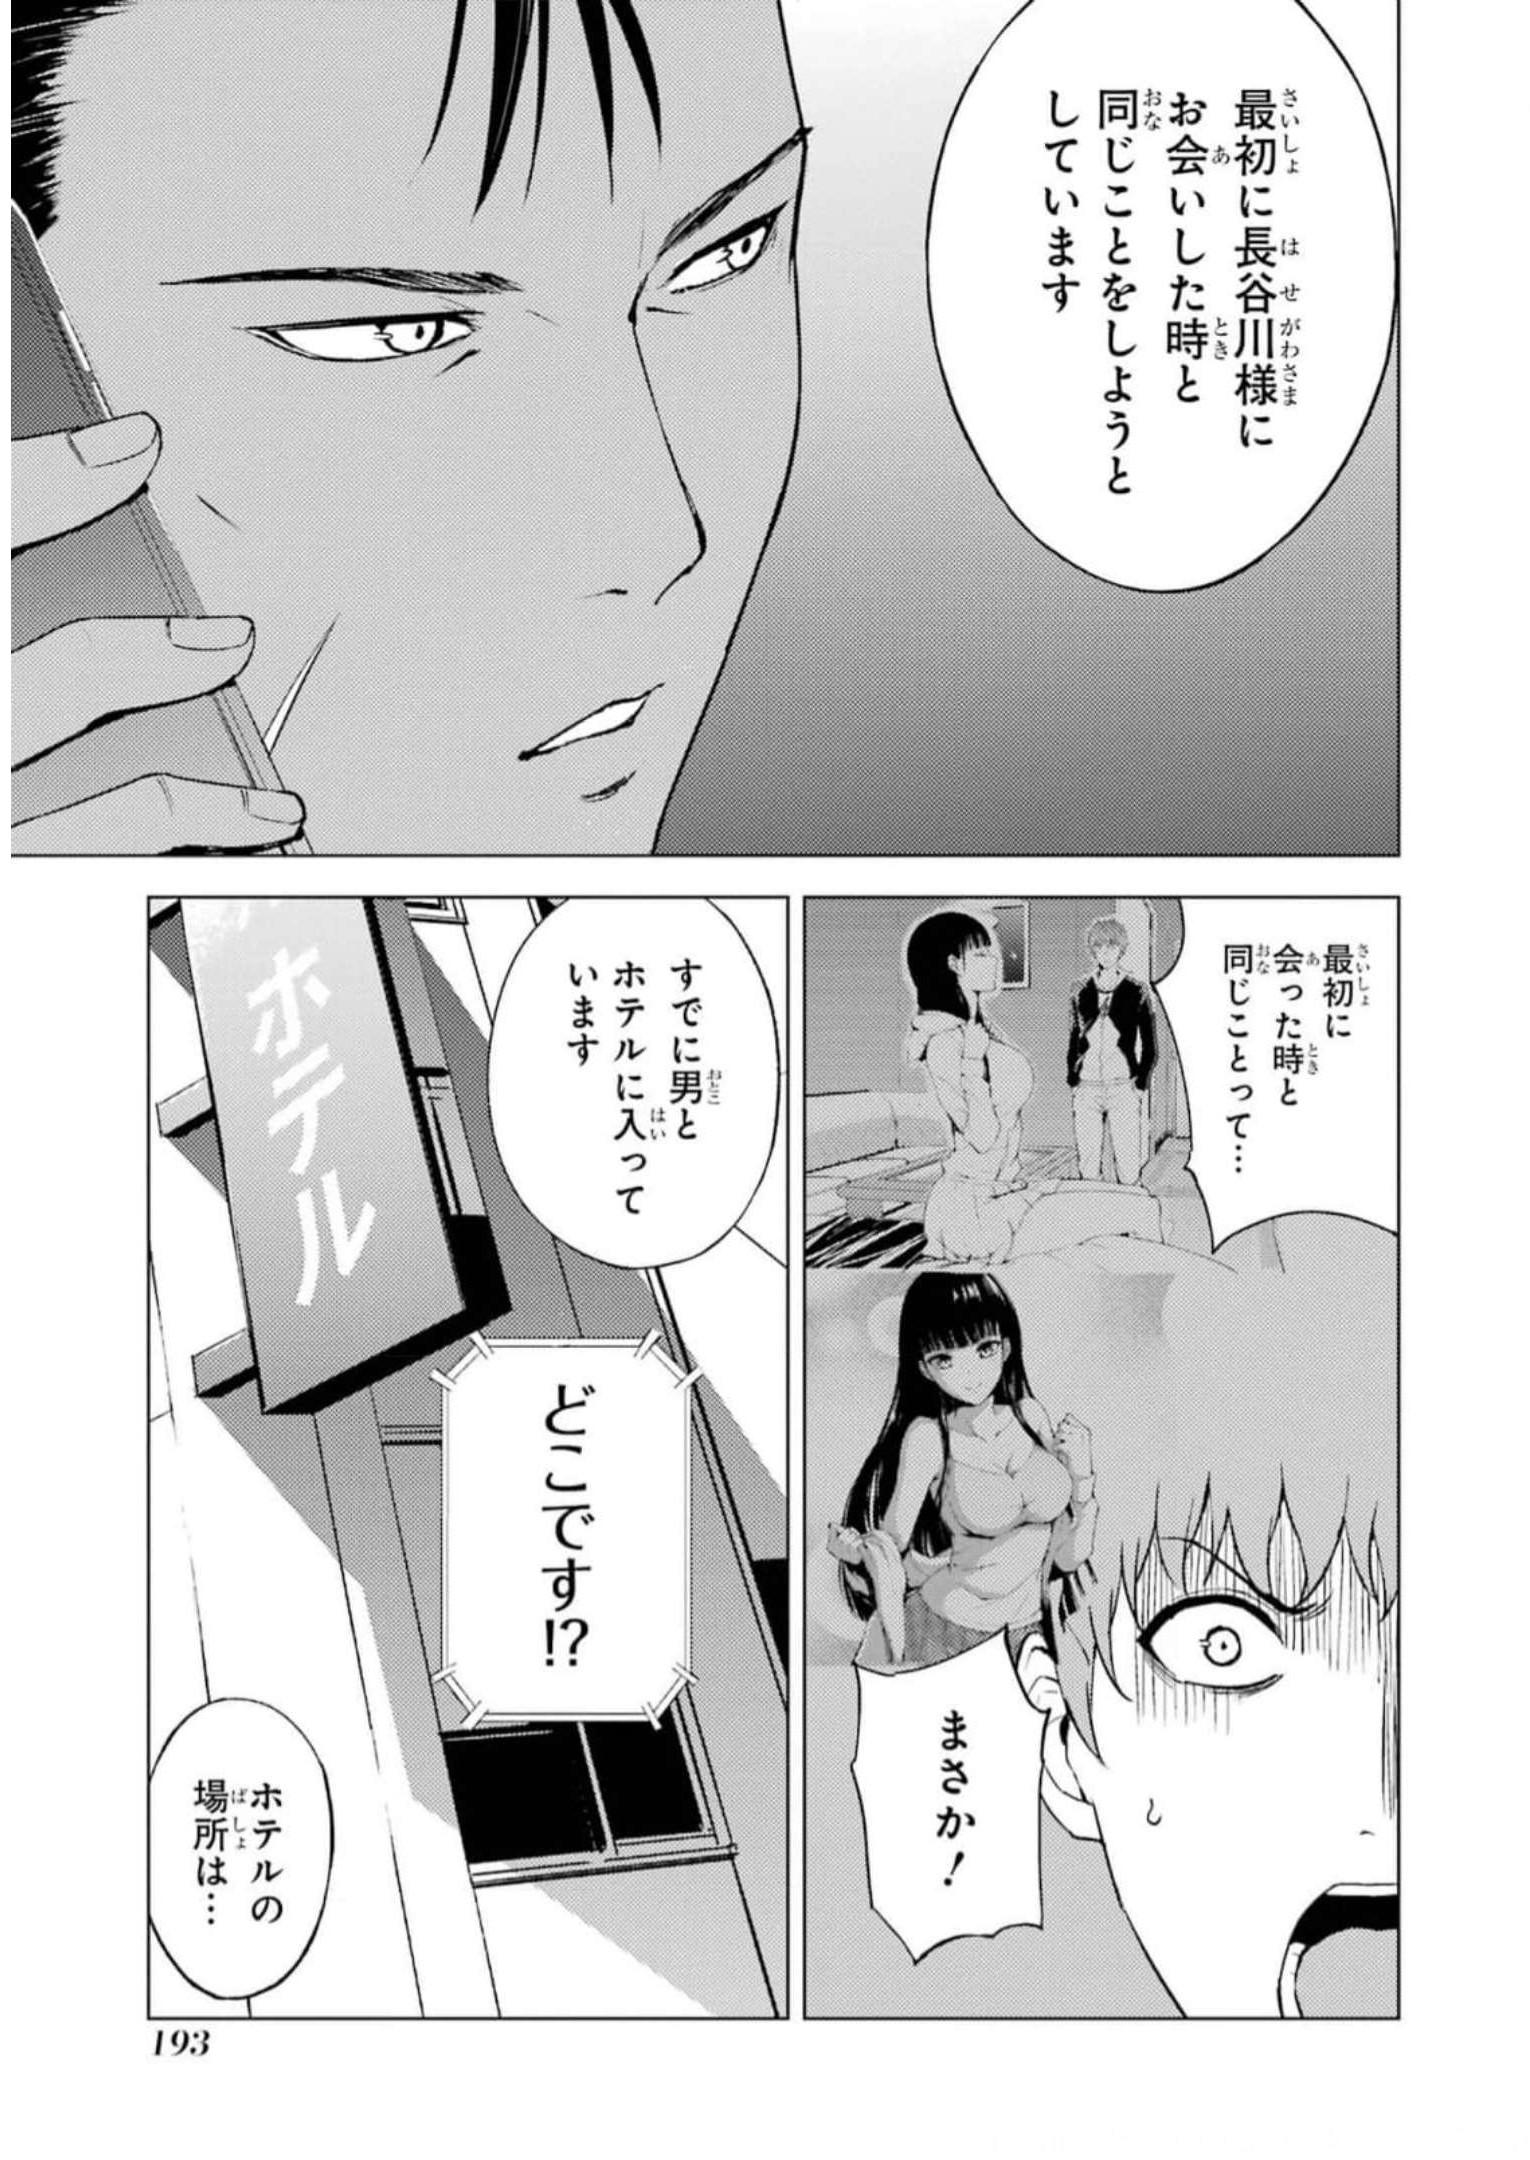 最初に長谷川様に
お会いした時と
同じことをしようと
しています
最初に
会った時と
同じことって…
まさか！
すでに男と
ホテルに入って
います
ホテル
どこです!?
ホテルの
場所は…
193